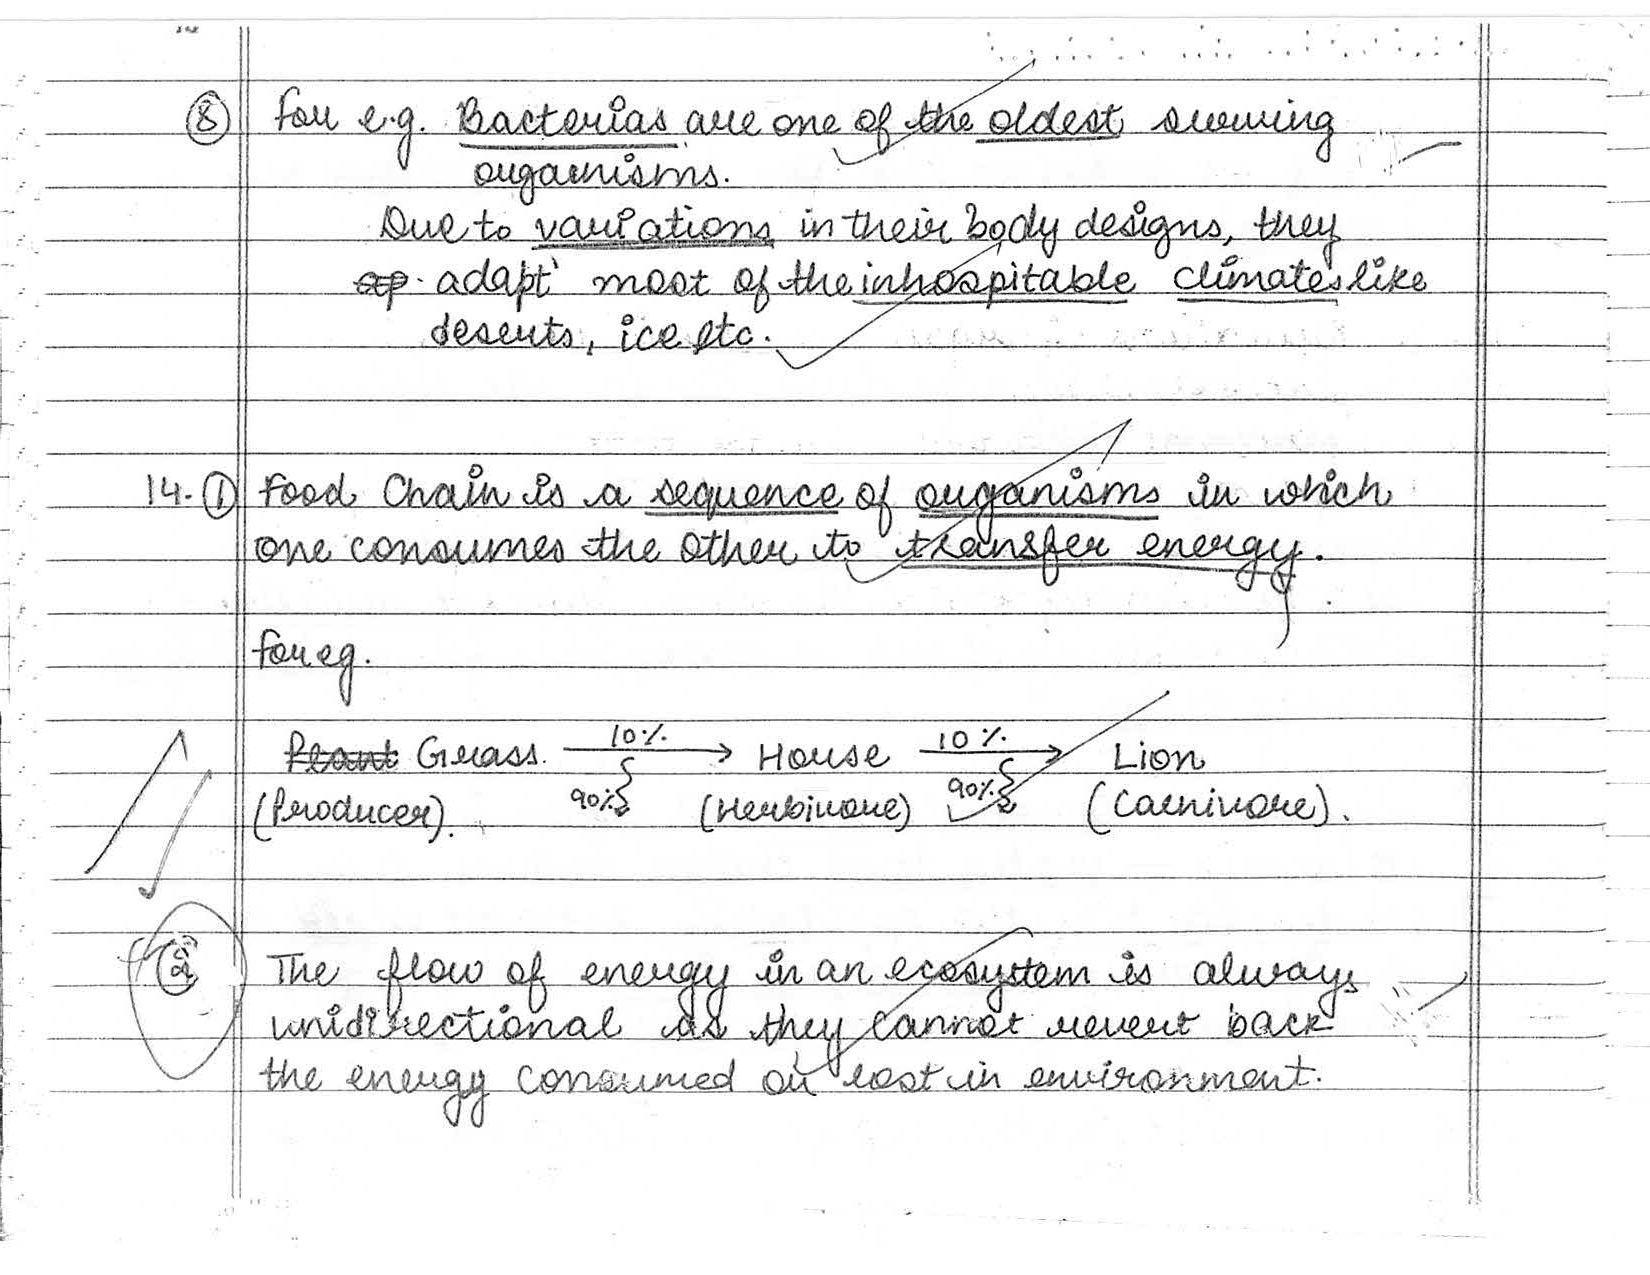 ⑧ For e.g. Bacterias are one of the oldest surviving
organisms.
Due to variations in their body designs, they
adapt most of the inhospitable climates like
deserts, ice etc.
14. ① Food Chain is a sequence of organisms in which
one consumes the other to transfer energy.
For eg.
Plant Grass 10% → Horse 10% → Lion
90% 90%
(Producer). (Herbivore) (Carnivore).
② The flow of energy in an ecosystem is always
unidirectional as they cannot revert back
the energy consumed or lost in environment.